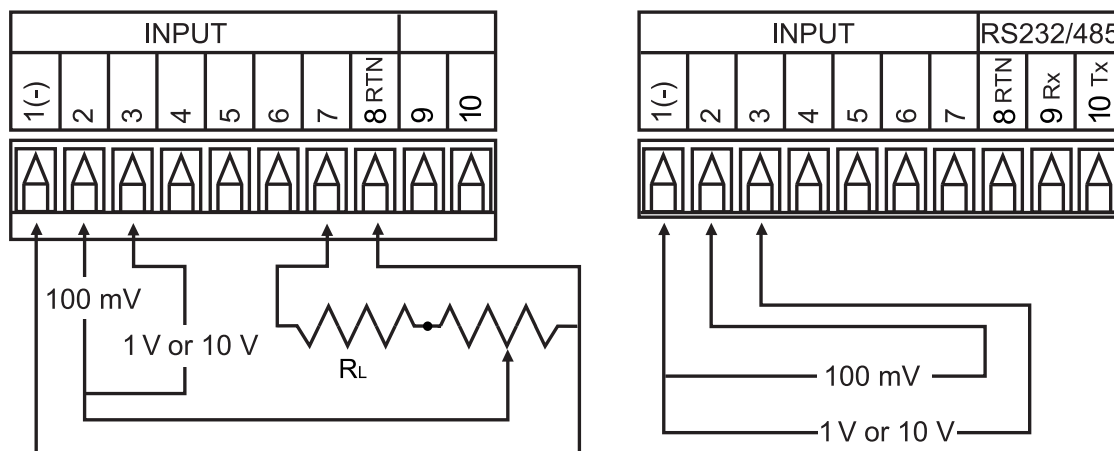 INPUT
1(-) 2 3 4 5 6 7 8 RTN 9 10
100 mV
1 V or 10 V
RL
INPUT RS232/485
1(-) 2 3 4 5 6 7 8 RTN 9 Rx 10 Tx
100 mV
1 V or 10 V